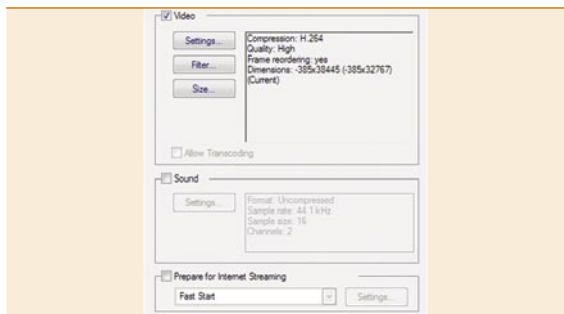 Video
Settings...
Filter...
Size...
Compression: H.264
Quality: High
Frame reordering: yes
Dimensions: -385x38445 (-385x32767)
(Current)
Allow Transcoding
Sound
Settings...
Format: Uncompressed
Sample rate: 44.1 kHz
Sample size: 16
Channels: 2
Prepare for Internet Streaming
Fast Start
Settings...